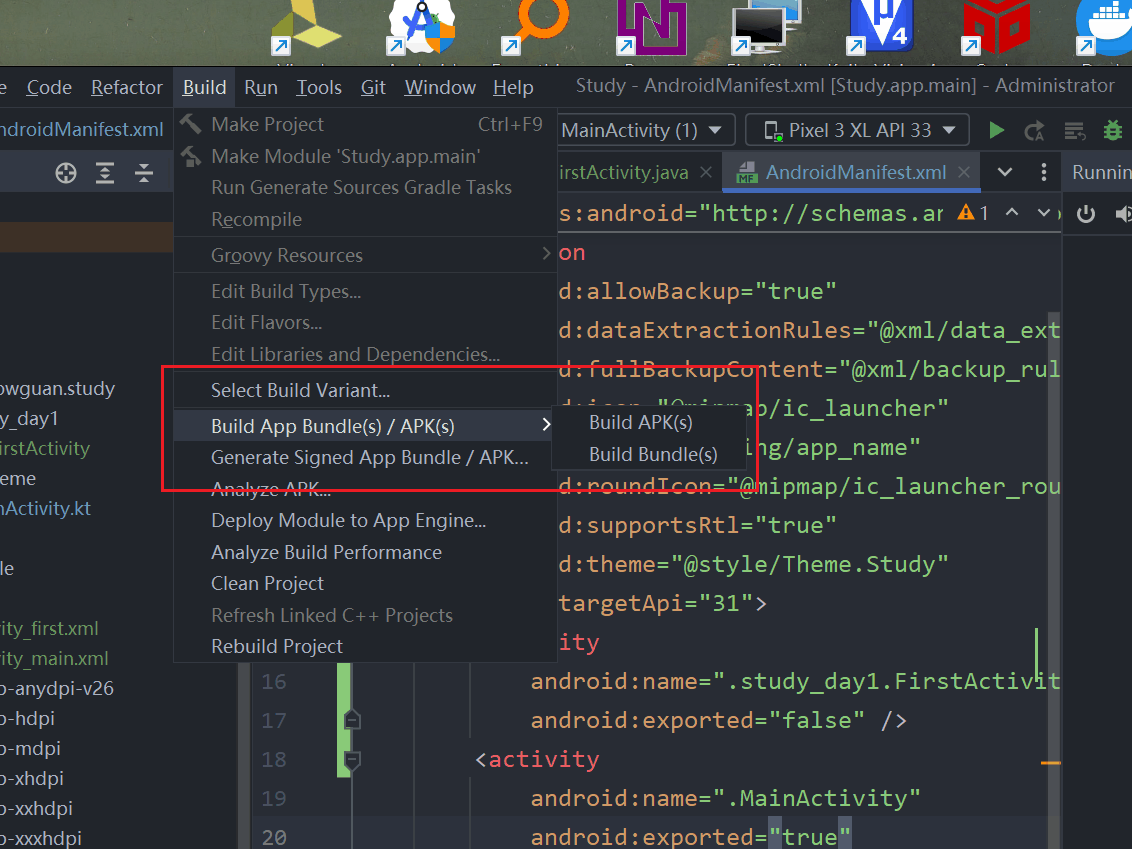 Code Refactor Build Run Tools Git Window Help Study - AndroidManifest.xml [Study.app.main] - Administrator
ndroidManifest.xml
MainActivity (1) Pixel 3 XL API 33
irstActivity.java AndroidManifest.xml Runnin
Make Project Ctrl+F9
Make Module 'Study.app.main'
Run Generate Sources Gradle Tasks
Recompile
Groovy Resources
Edit Build Types...
Edit Flavors...
Edit Libraries and Dependencies...
Select Build Variant...
Build App Bundle(s) / APK(s)
Generate Signed App Bundle / APK...
Analyze APK...
Deploy Module to App Engine...
Analyze Build Performance
Clean Project
Refresh Linked C++ Projects
Rebuild Project
Build APK(s)
Build Bundle(s)
s:android="http://schemas.ar 1
on
d:allowBackup="true"
d:dataExtractionRules="@xml/data_ext
d:fullBackupContent="@xml/backup_rul
@mipmap/ic_launcher"
ng/app_name"
d:roundIcon="@mipmap/ic_launcher_rou
d:supportsRtl="true"
d:theme="@style/Theme.Study"
targetApi="31">
ity
16 android:name=".study_day1.FirstActivit
17 android:exported="false" />
18 <activity
19 android:name=".MainActivity"
20 android:exported="true"
owguan.study
y_day1
irstActivity
eme
nActivity.kt
le
ity_first.xml
ity_main.xml
p-anydpi-v26
p-hdpi
p-mdpi
p-xhdpi
p-xxhdpi
p-xxxhdpi
MF
μ
V4